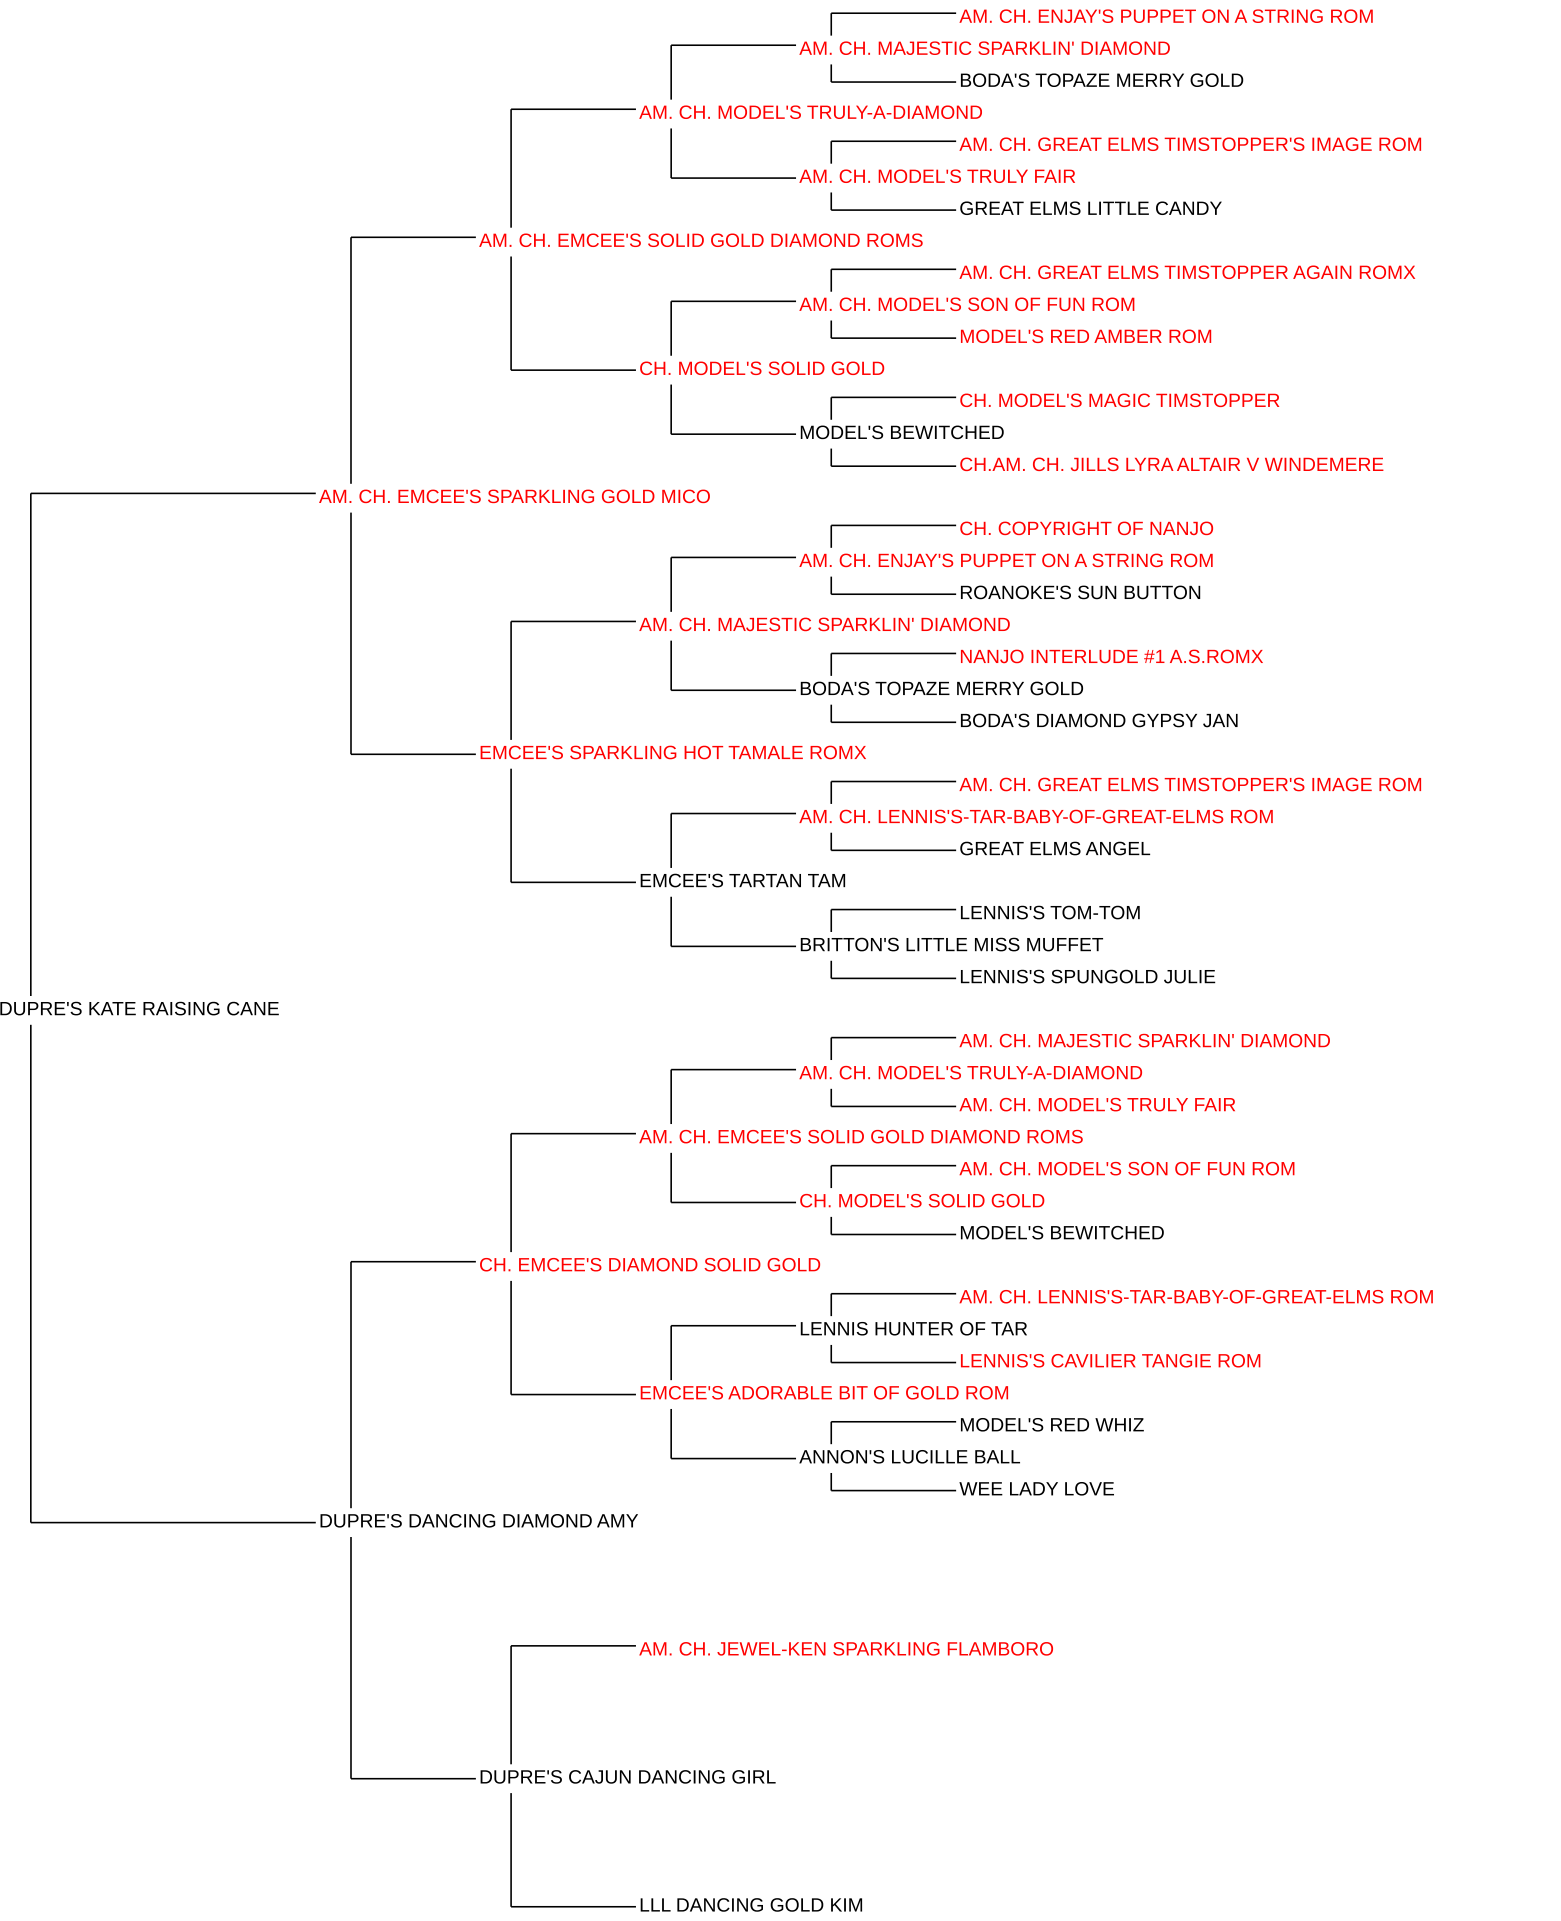 AM. CH. ENJAY'S PUPPET ON A STRING ROM
AM. CH. MAJESTIC SPARKLIN' DIAMOND
BODA'S TOPAZE MERRY GOLD
AM. CH. MODEL'S TRULY-A-DIAMOND
AM. CH. GREAT ELMS TIMSTOPPER'S IMAGE ROM
AM. CH. MODEL'S TRULY FAIR
GREAT ELMS LITTLE CANDY
AM. CH. EMCEE'S SOLID GOLD DIAMOND ROMS
AM. CH. GREAT ELMS TIMSTOPPER AGAIN ROMX
AM. CH. MODEL'S SON OF FUN ROM
MODEL'S RED AMBER ROM
CH. MODEL'S SOLID GOLD
CH. MODEL'S MAGIC TIMSTOPPER
MODEL'S BEWITCHED
CH.AM. CH. JILLS LYRA ALTAIR V WINDEMERE
AM. CH. EMCEE'S SPARKLING GOLD MICO
CH. COPYRIGHT OF NANJO
AM. CH. ENJAY'S PUPPET ON A STRING ROM
ROANOKE'S SUN BUTTON
AM. CH. MAJESTIC SPARKLIN' DIAMOND
NANJO INTERLUDE #1 A.S.ROMX
BODA'S TOPAZE MERRY GOLD
BODA'S DIAMOND GYPSY JAN
EMCEE'S SPARKLING HOT TAMALE ROMX
AM. CH. GREAT ELMS TIMSTOPPER'S IMAGE ROM
AM. CH. LENNIS'S-TAR-BABY-OF-GREAT-ELMS ROM
GREAT ELMS ANGEL
EMCEE'S TARTAN TAM
LENNIS'S TOM-TOM
BRITTON'S LITTLE MISS MUFFET
LENNIS'S SPUNGOLD JULIE
DUPRE'S KATE RAISING CANE
AM. CH. MAJESTIC SPARKLIN' DIAMOND
AM. CH. MODEL'S TRULY-A-DIAMOND
AM. CH. MODEL'S TRULY FAIR
AM. CH. EMCEE'S SOLID GOLD DIAMOND ROMS
AM. CH. MODEL'S SON OF FUN ROM
CH. MODEL'S SOLID GOLD
MODEL'S BEWITCHED
CH. EMCEE'S DIAMOND SOLID GOLD
AM. CH. LENNIS'S-TAR-BABY-OF-GREAT-ELMS ROM
LENNIS HUNTER OF TAR
LENNIS'S CAVILIER TANGIE ROM
EMCEE'S ADORABLE BIT OF GOLD ROM
MODEL'S RED WHIZ
ANNON'S LUCILLE BALL
WEE LADY LOVE
DUPRE'S DANCING DIAMOND AMY
AM. CH. JEWEL-KEN SPARKLING FLAMBORO
DUPRE'S CAJUN DANCING GIRL
LLL DANCING GOLD KIM